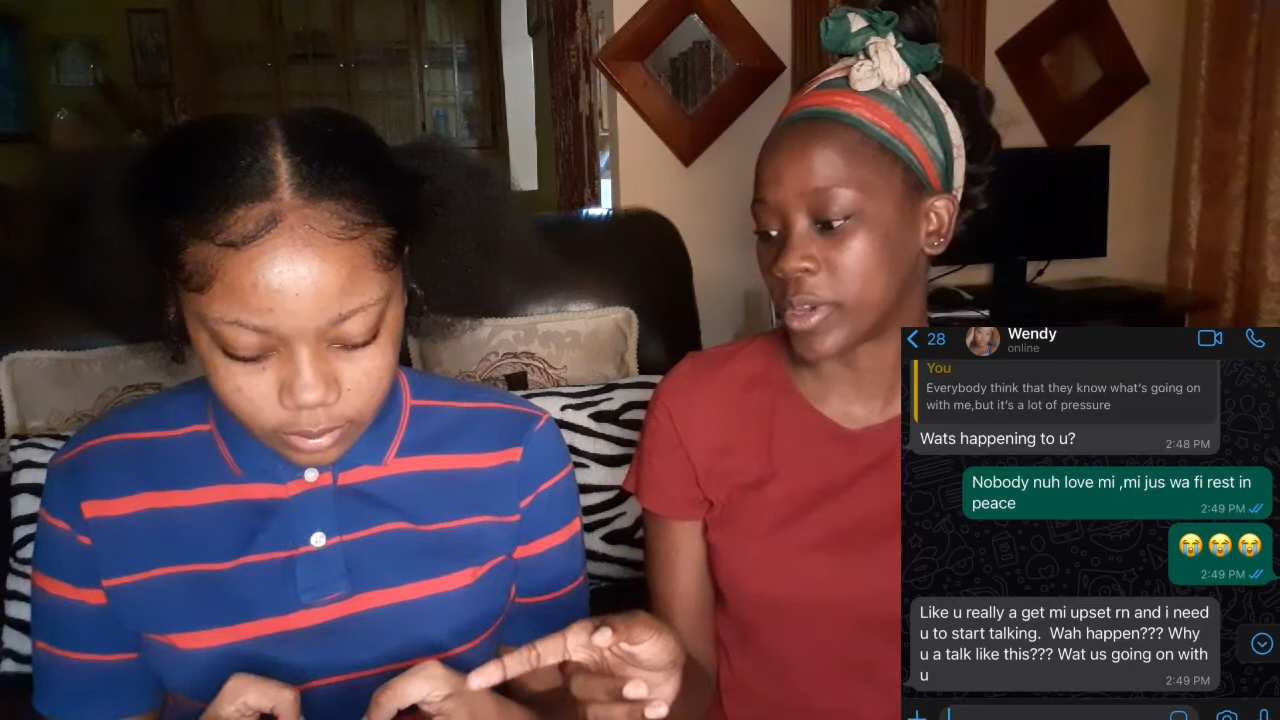 28
Wendy
online
You
Everybody think that they know what's going on
with me,but it's a lot of pressure
Wats happening to u?
2:48 PM
Nobody nuh love mi ,mi jus wa fi rest in
peace
2:49 PM
😭😭😭
2:49 PM
Like u really a get mi upset rn and i need
u to start talking. Wah happen??? Why
u a talk like this??? Wat us going on with
u
2:49 PM